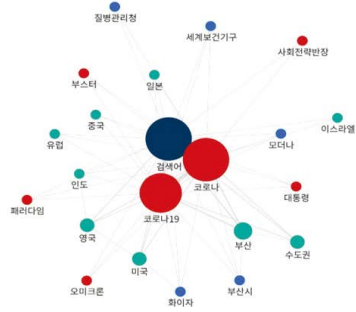 질병관리청
세계보건기구
사회전략반장
부스터
일본
중국
이스라엘
유럽
모더나
검색어
인도
코로나
대통령
패러다임
코로나19
영국
부산
수도권
미국
오미크론
화이자
부산시